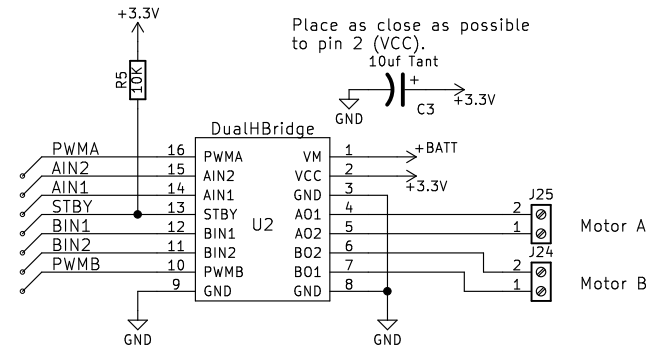 +3.3V
Place as close as possible
to pin 2 (VCC).
10uf Tant
R5
10K
+
GND
C3
+3.3V
DualHBridge
PWMA 16 PWMA VM 1 +BATT
AIN2 15 AIN2 VCC 2 +3.3V
AIN1 14 AIN1 GND 3
STBY 13 STBY AO1 4
BIN1 12 BIN1 AO2 5
BIN2 11 BIN2 BO2 6
PWMB 10 PWMB BO1 7
9 GND GND 8
U2
J25
2
1
Motor A
J24
2
1
Motor B
GND
GND